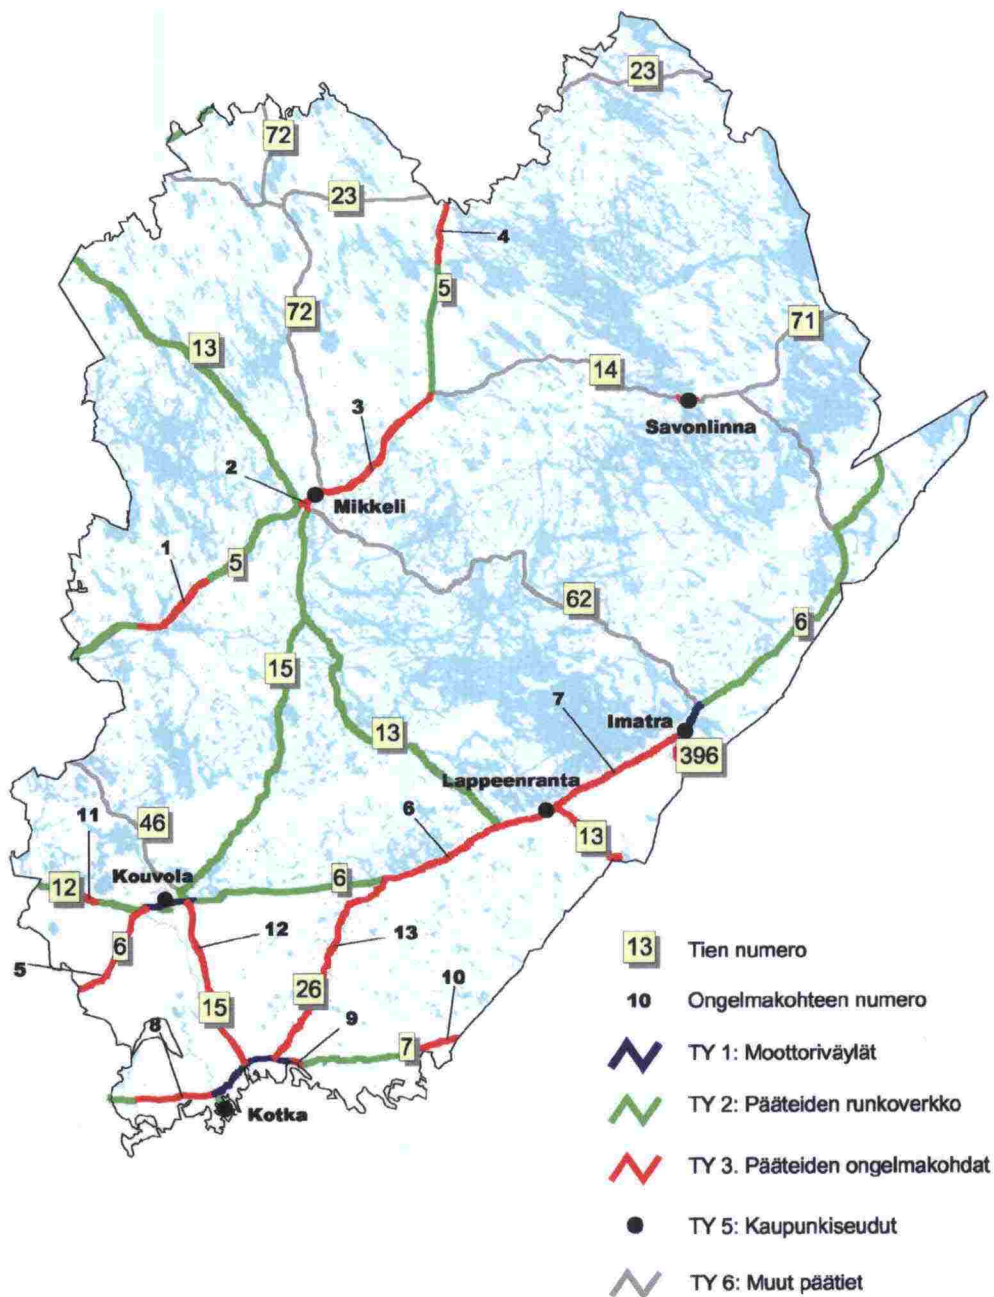 23
72
23
4
5
72
13
71
14
3
Savonlinna
2
Mikkeli
1
5
62
6
15
7
Imatra
13
396
Lappeenranta
6
11
46
13
Kouvola
6
12
12
13
6
5
10
26
15
9
8
7
Kotka
13 Tien numero
10 Ongelmakohteen numero
TY 1: Moottoriväylät
TY 2: Pääteiden runkoverkko
TY 3. Pääteiden ongelmakohdat
TY 5: Kaupunkiseudut
TY 6: Muut päätiet